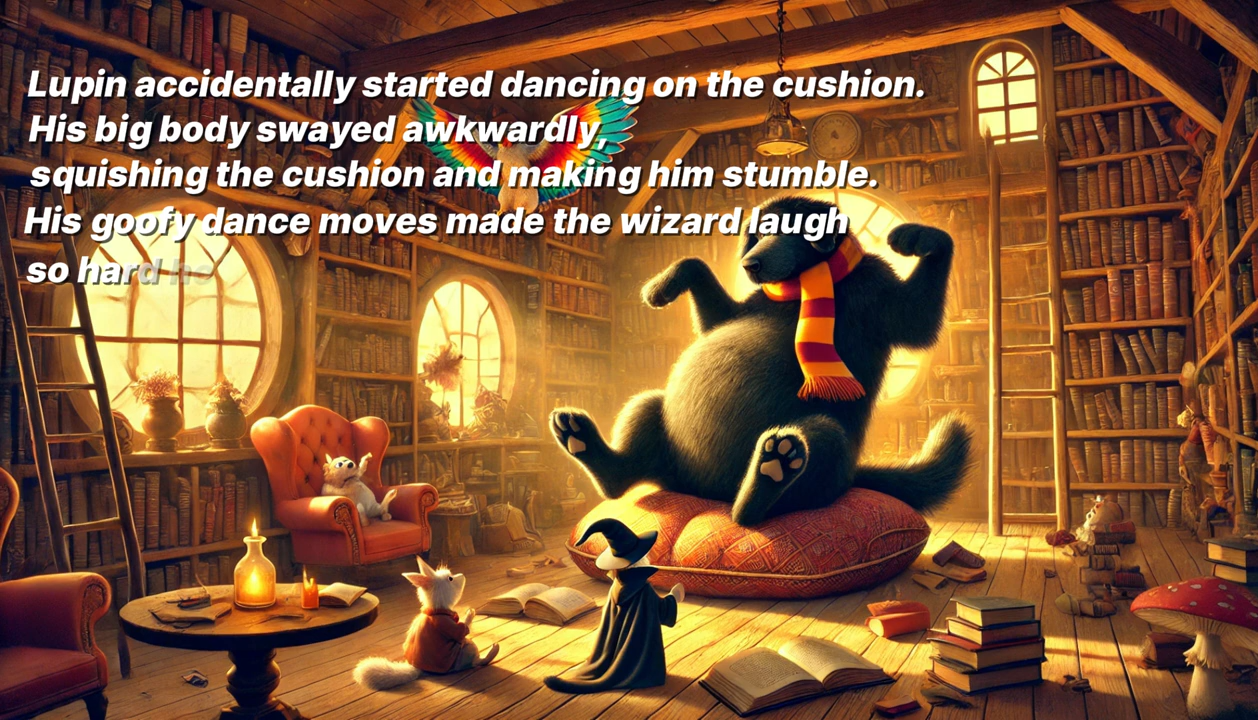 Lupin accidentally started dancing on the cushion.
His big body swayed awkwardly,
squishing the cushion and making him stumble.
His goofy dance moves made the wizard laugh
so hard he